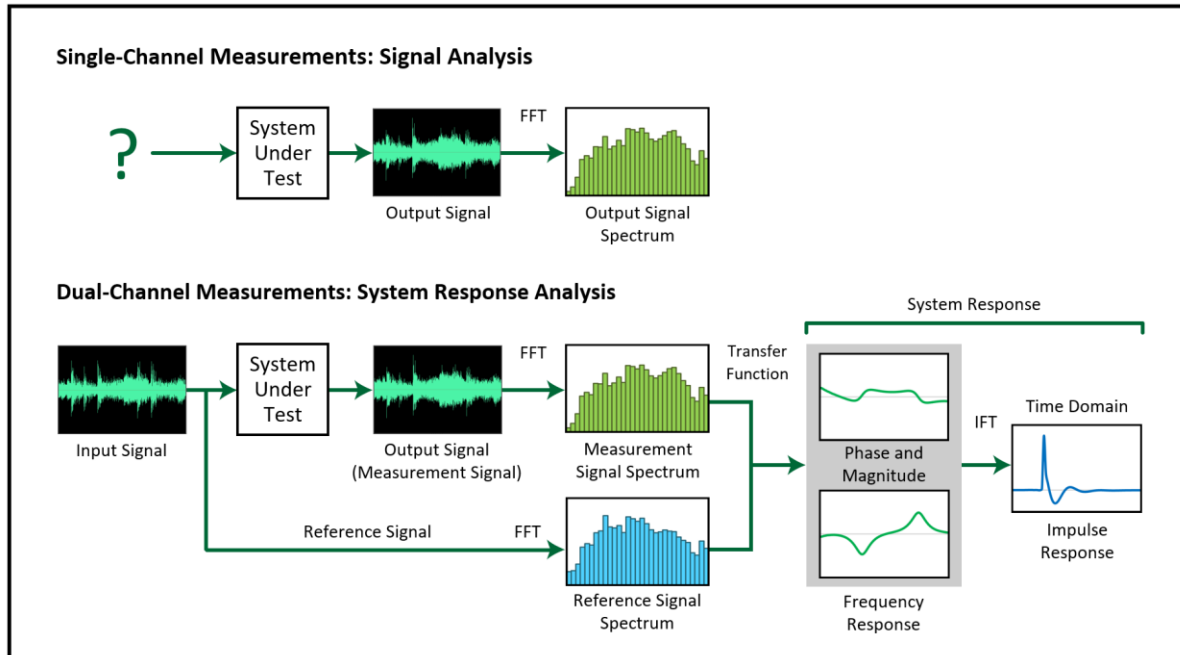 Single-Channel Measurements: Signal Analysis
?
System
Under
Test
FFT
Output Signal
Output Signal
Spectrum
Dual-Channel Measurements: System Response Analysis
System Response
System
Under
Test
FFT
Transfer
Function
Input Signal
Output Signal
(Measurement Signal)
Measurement
Signal Spectrum
Phase and
Magnitude
IFT
Time Domain
Impulse
Response
Reference Signal
FFT
Reference Signal
Spectrum
Frequency
Response